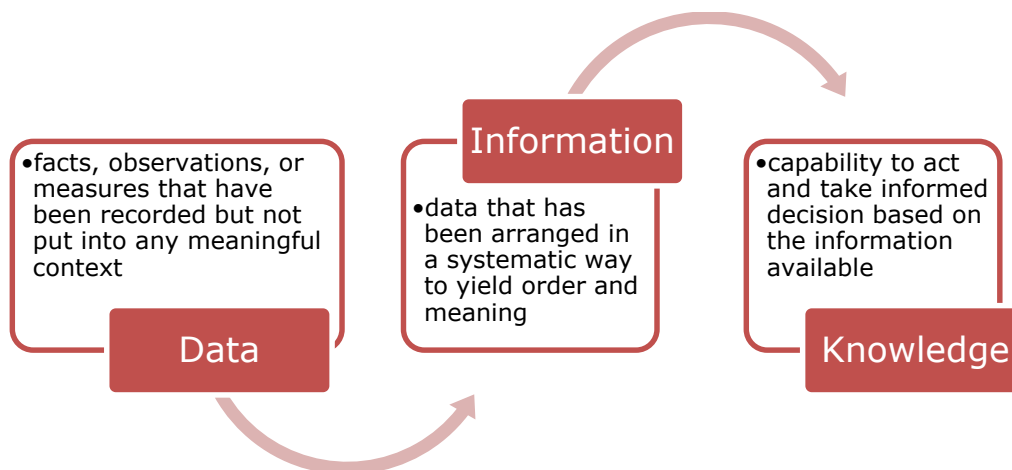 •facts, observations, or
measures that have
been recorded but not
put into any meaningful
context
Data
Information
•data that has
been arranged in
a systematic way
to yield order and
meaning
•capability to act
and take informed
decision based on
the information
available
Knowledge